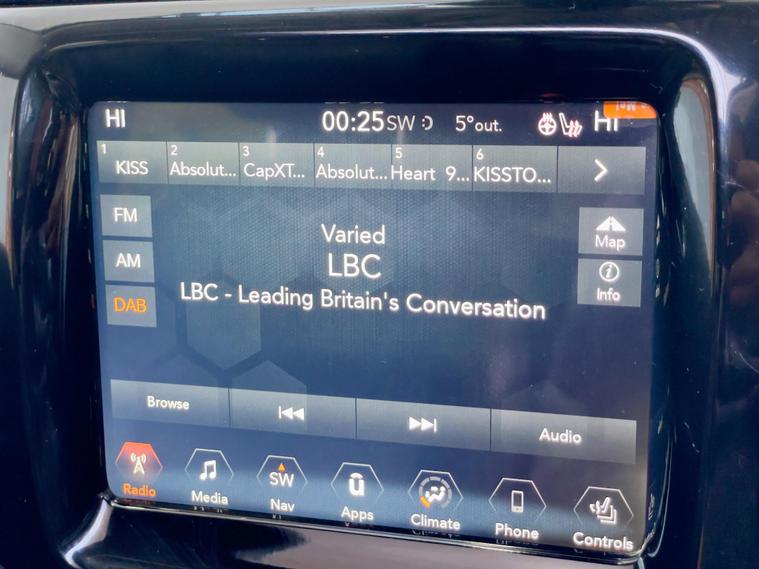 HI 00:25 SW 5° out. HI
1 KISS 2 Absolut... 3 CapXT... 4 Absolut... 5 Heart 9... 6 KISSTO...
FM
AM
DAB
Varied
LBC
LBC - Leading Britain's Conversation
Map
Info
Browse
Audio
Radio
Media
SW
Nav
Apps
Climate
Phone
Controls